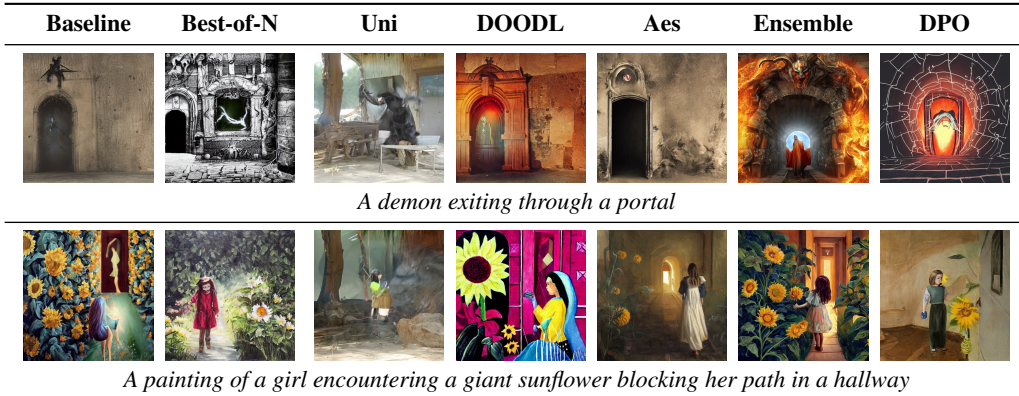 Baseline Best-of-N Uni DOODL Aes Ensemble DPO
A demon exiting through a portal
A painting of a girl encountering a giant sunflower blocking her path in a hallway